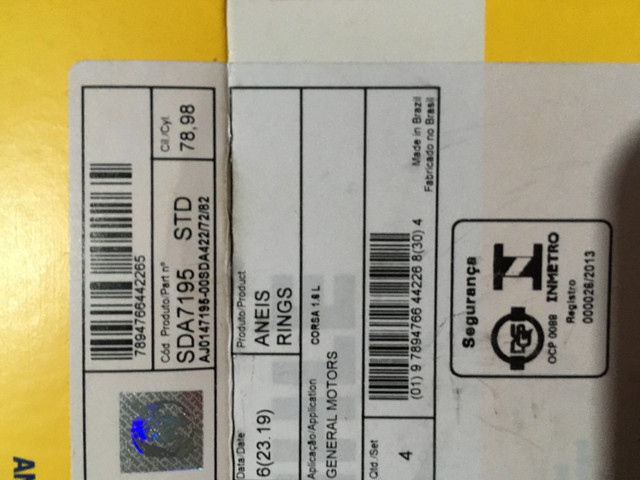 7894766442265
Cód Produto/Part nº
Cil./Cyl.
SDA7195 STD
78,98
AJ0147195-00SDA422/72/82
Data/Date
6(23.19)
Produto/Product
ANEIS
RINGS
Aplicação/Application
GENERAL MOTORS
CORSA 1.6 L
Qtd./Set
4
(01) 9 7894766 44226 8(30) 4
Made in Brazil
Fabricado no Brasil
Segurança
OCP 0088
INMETRO
Registro
000026/2013